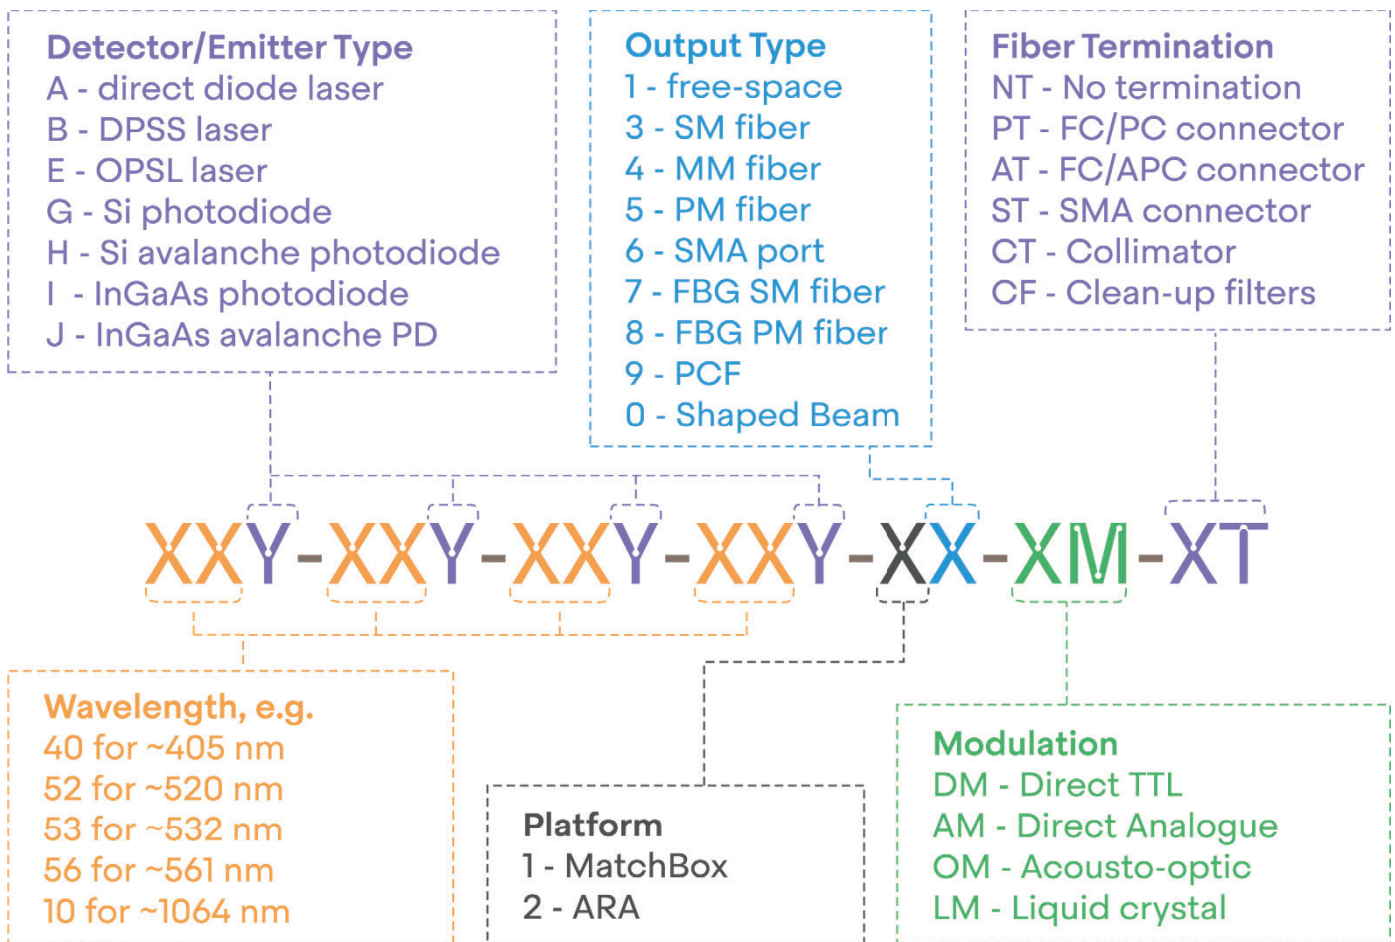 Detector/Emitter Type
A - direct diode laser
B - DPSS laser
E - OPSL laser
G - Si photodiode
H - Si avalanche photodiode
I - InGaAs photodiode
J - InGaAs avalanche PD
Output Type
1 - free-space
3 - SM fiber
4 - MM fiber
5 - PM fiber
6 - SMA port
7 - FBG SM fiber
8 - FBG PM fiber
9 - PCF
0 - Shaped Beam
Fiber Termination
NT - No termination
PT - FC/PC connector
AT - FC/APC connector
ST - SMA connector
CT - Collimator
CF - Clean-up filters
XXY-XXY-XXY-XXY-XX-XM-XT
Wavelength, e.g.
40 for ~405 nm
52 for ~520 nm
53 for ~532 nm
56 for ~561 nm
10 for ~1064 nm
Platform
1 - MatchBox
2 - ARA
Modulation
DM - Direct TTL
AM - Direct Analogue
OM - Acousto-optic
LM - Liquid crystal